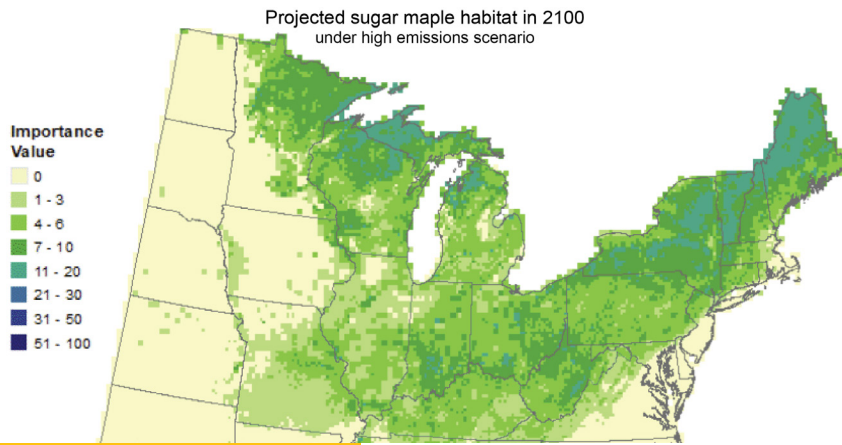 Projected sugar maple habitat in 2100
under high emissions scenario
Importance
Value
0
1 - 3
4 - 6
7 - 10
11 - 20
21 - 30
31 - 50
51 - 100